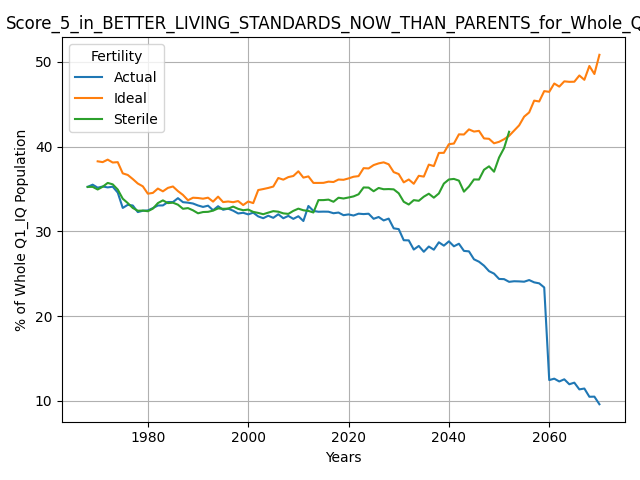 Score_5_in_BETTER_LIVING_STANDARDS_NOW_THAN_PARENTS_for_Whole_Q
Fertility
Actual
Ideal
Sterile
% of Whole Q1_IQ Population
50
40
30
20
10
1980 2000 2020 2040 2060
Years